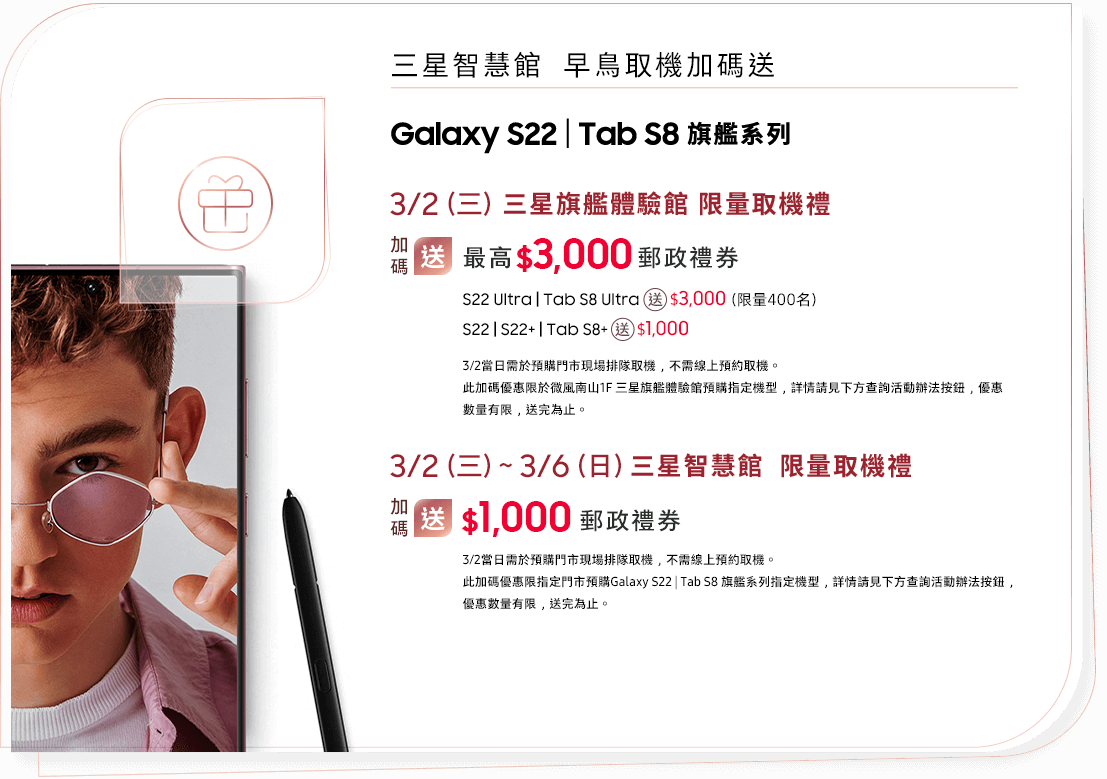 三星智慧館 早鳥取機加碼送
Galaxy S22 | Tab S8 旗艦系列
3/2 (三) 三星旗艦體驗館 限量取機禮
加碼 送 最高$3,000郵政禮券
S22 Ultra | Tab S8 Ultra 送 $3,000 (限量400名)
S22 | S22+ | Tab S8+ 送 $1,000
3/2當日需於預購門市現場排隊取機，不需線上預約取機。
此加碼優惠限於微風南山1F 三星旗艦體驗館預購指定機型，詳情請見下方查詢活動辦法按鈕，優惠
數量有限，送完為止。
3/2 (三) ~ 3/6 (日) 三星智慧館 限量取機禮
加碼 送 $1,000 郵政禮券
3/2當日需於預購門市現場排隊取機，不需線上預約取機。
此加碼優惠限指定門市預購Galaxy S22 | Tab S8 旗艦系列指定機型，詳情請見下方查詢活動辦法按鈕，
優惠數量有限，送完為止。